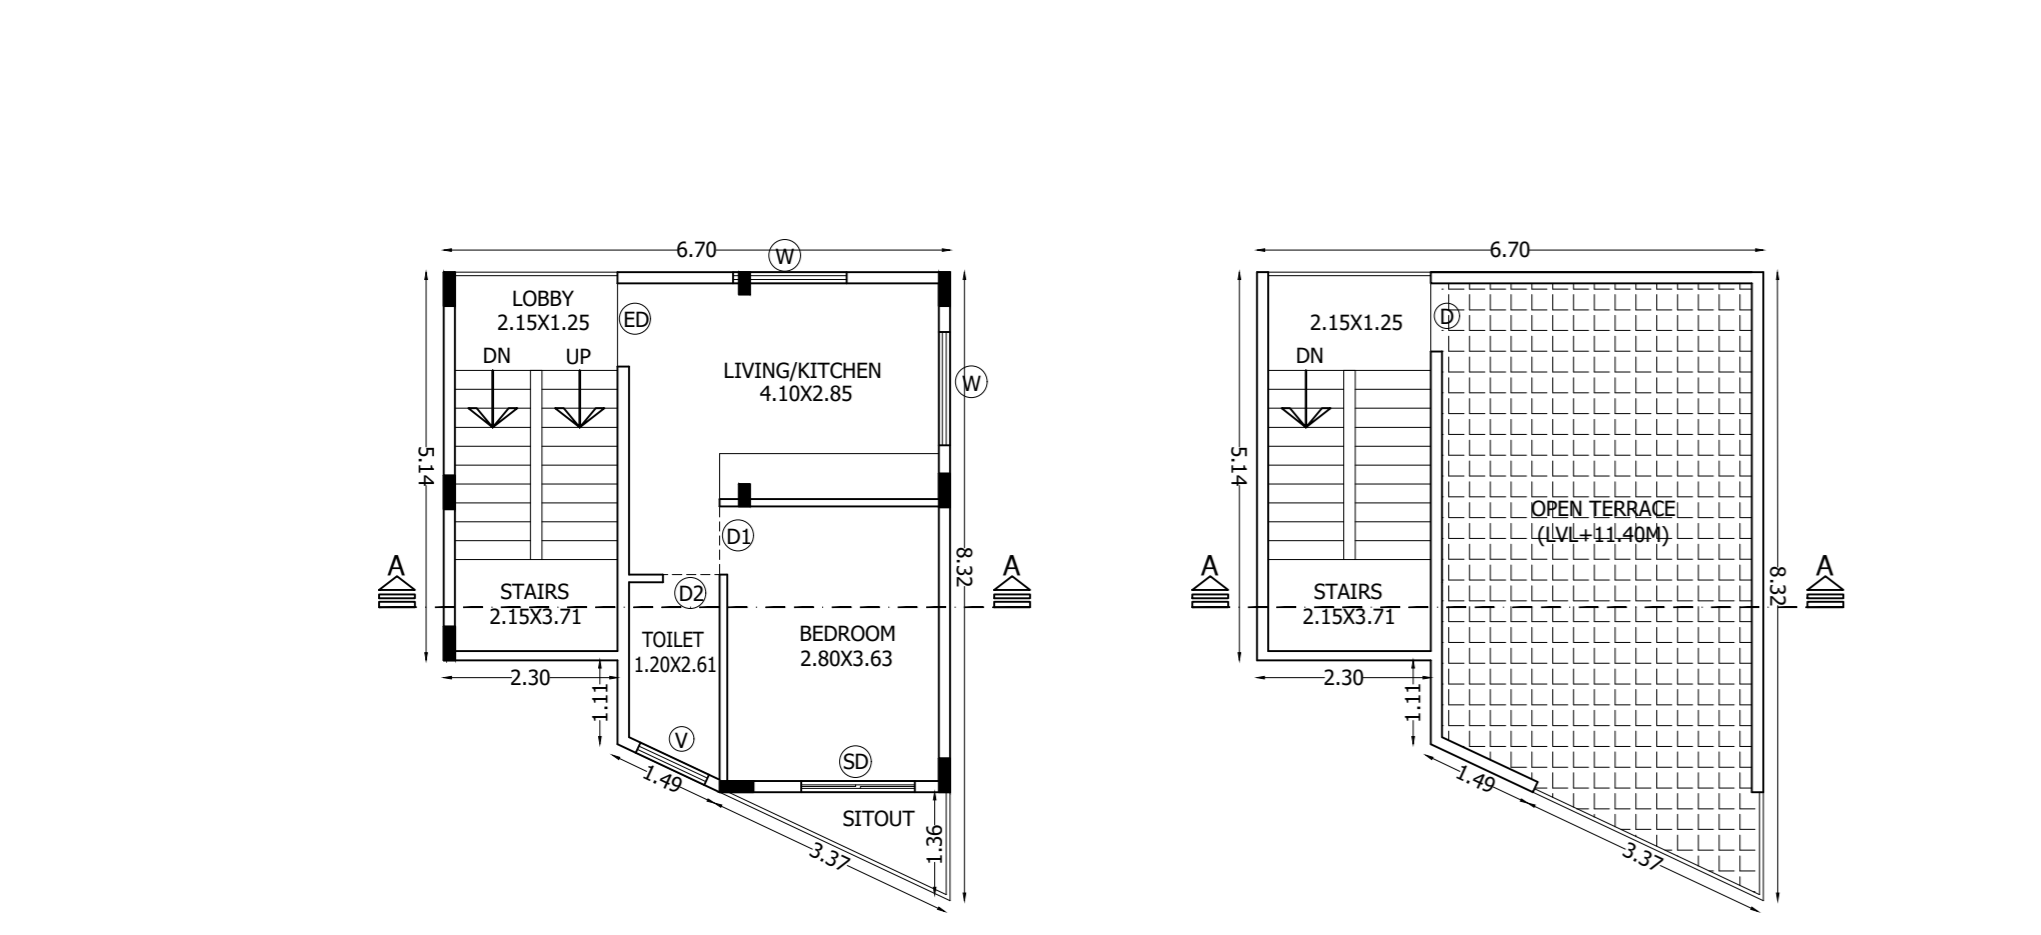 6.70
W
LOBBY
2.15X1.25
ED
DN
UP
LIVING/KITCHEN
4.10X2.85
W
5.14
D1
8.32
A
A
STAIRS
2.15X3.71
D2
TOILET
1.20X2.61
BEDROOM
2.80X3.63
2.30
1.11
V
SD
1.49
SITOUT
1.36
3.37
6.70
2.15X1.25
D
DN
5.14
OPEN TERRACE
(LVL+11.40M)
A
A
8.32
STAIRS
2.15X3.71
2.30
1.11
1.49
3.37